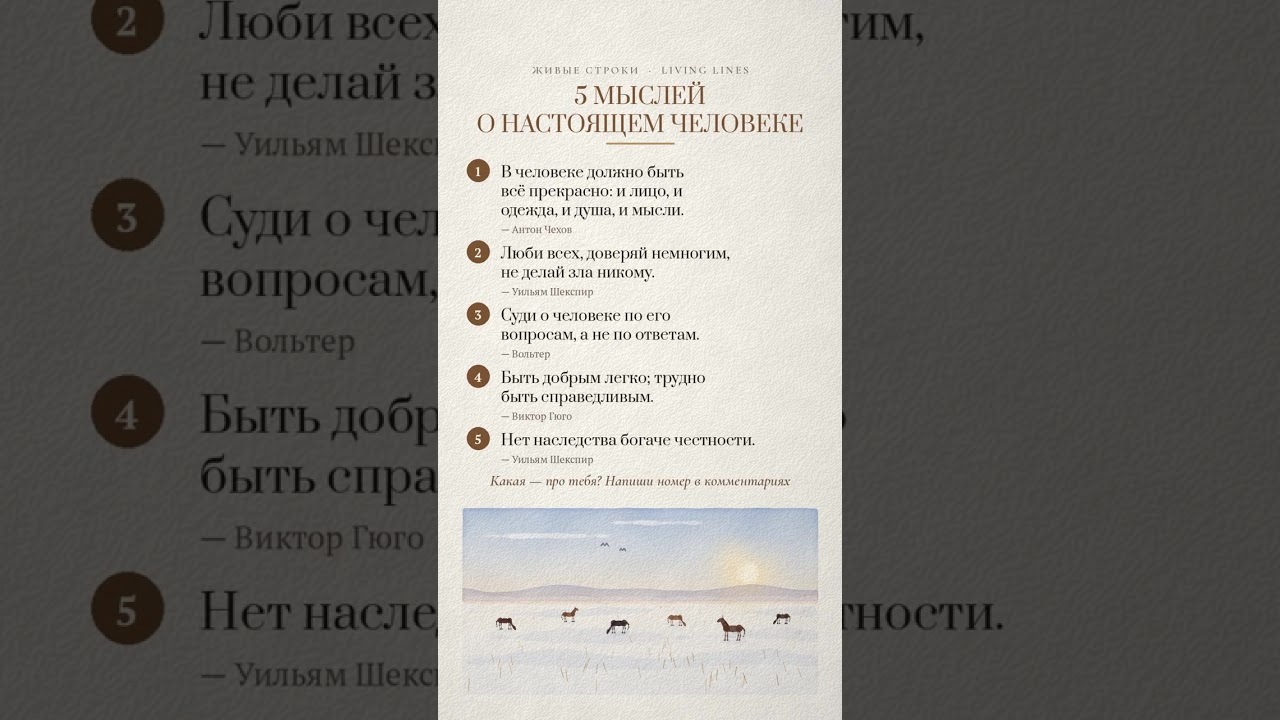 ЖИВЫЕ СТРОКИ · LIVING LINES
5 МЫСЛЕЙ
О НАСТОЯЩЕМ ЧЕЛОВЕКЕ
1 В человеке должно быть
всё прекрасно: и лицо, и
одежда, и душа, и мысли.
— Антон Чехов
2 Люби всех, доверяй немногим,
не делай зла никому.
— Уильям Шекспир
3 Суди о человеке по его
вопросам, а не по ответам.
— Вольтер
4 Быть добрым легко; трудно
быть справедливым.
— Виктор Гюго
5 Нет наследства богаче честности.
— Уильям Шекспир
Какая — про тебя? Напиши номер в комментариях